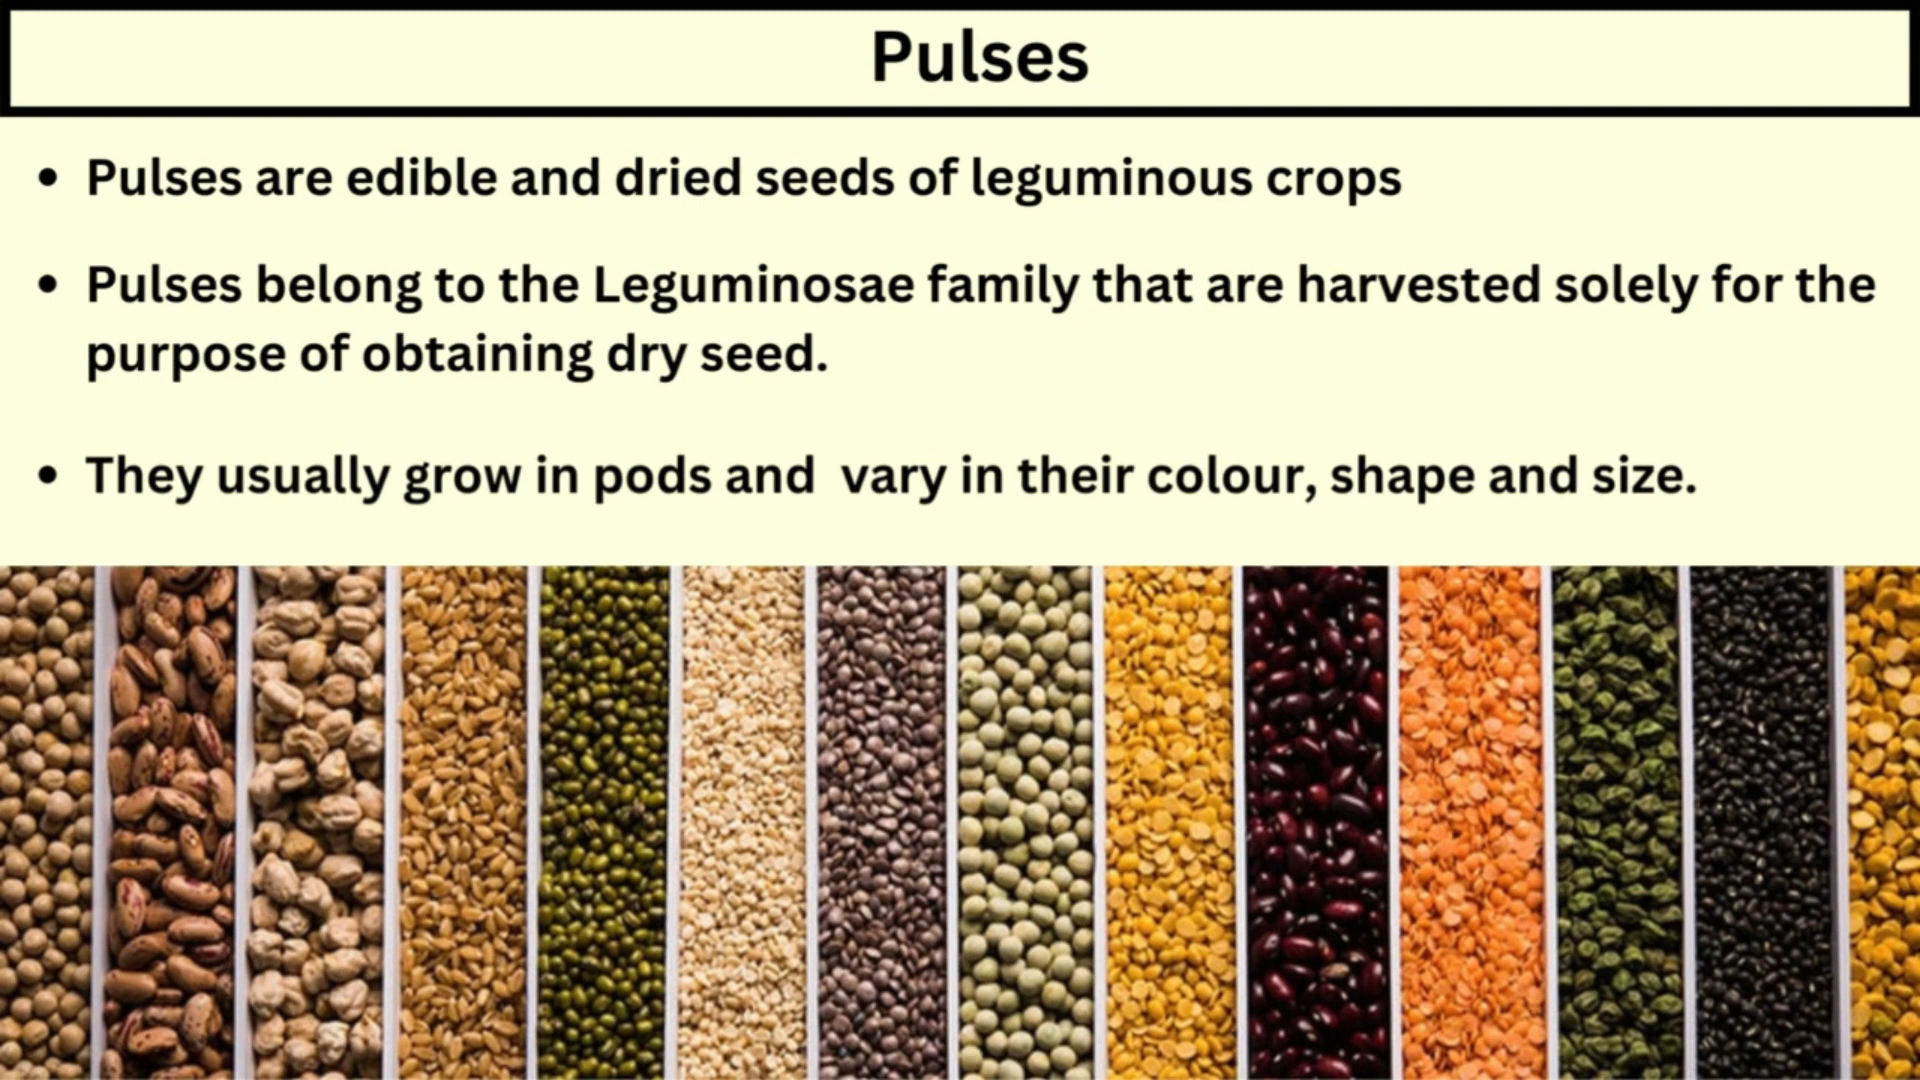 Pulses
• Pulses are edible and dried seeds of leguminous crops
• Pulses belong to the Leguminosae family that are harvested solely for the
purpose of obtaining dry seed.
• They usually grow in pods and  vary in their colour, shape and size.